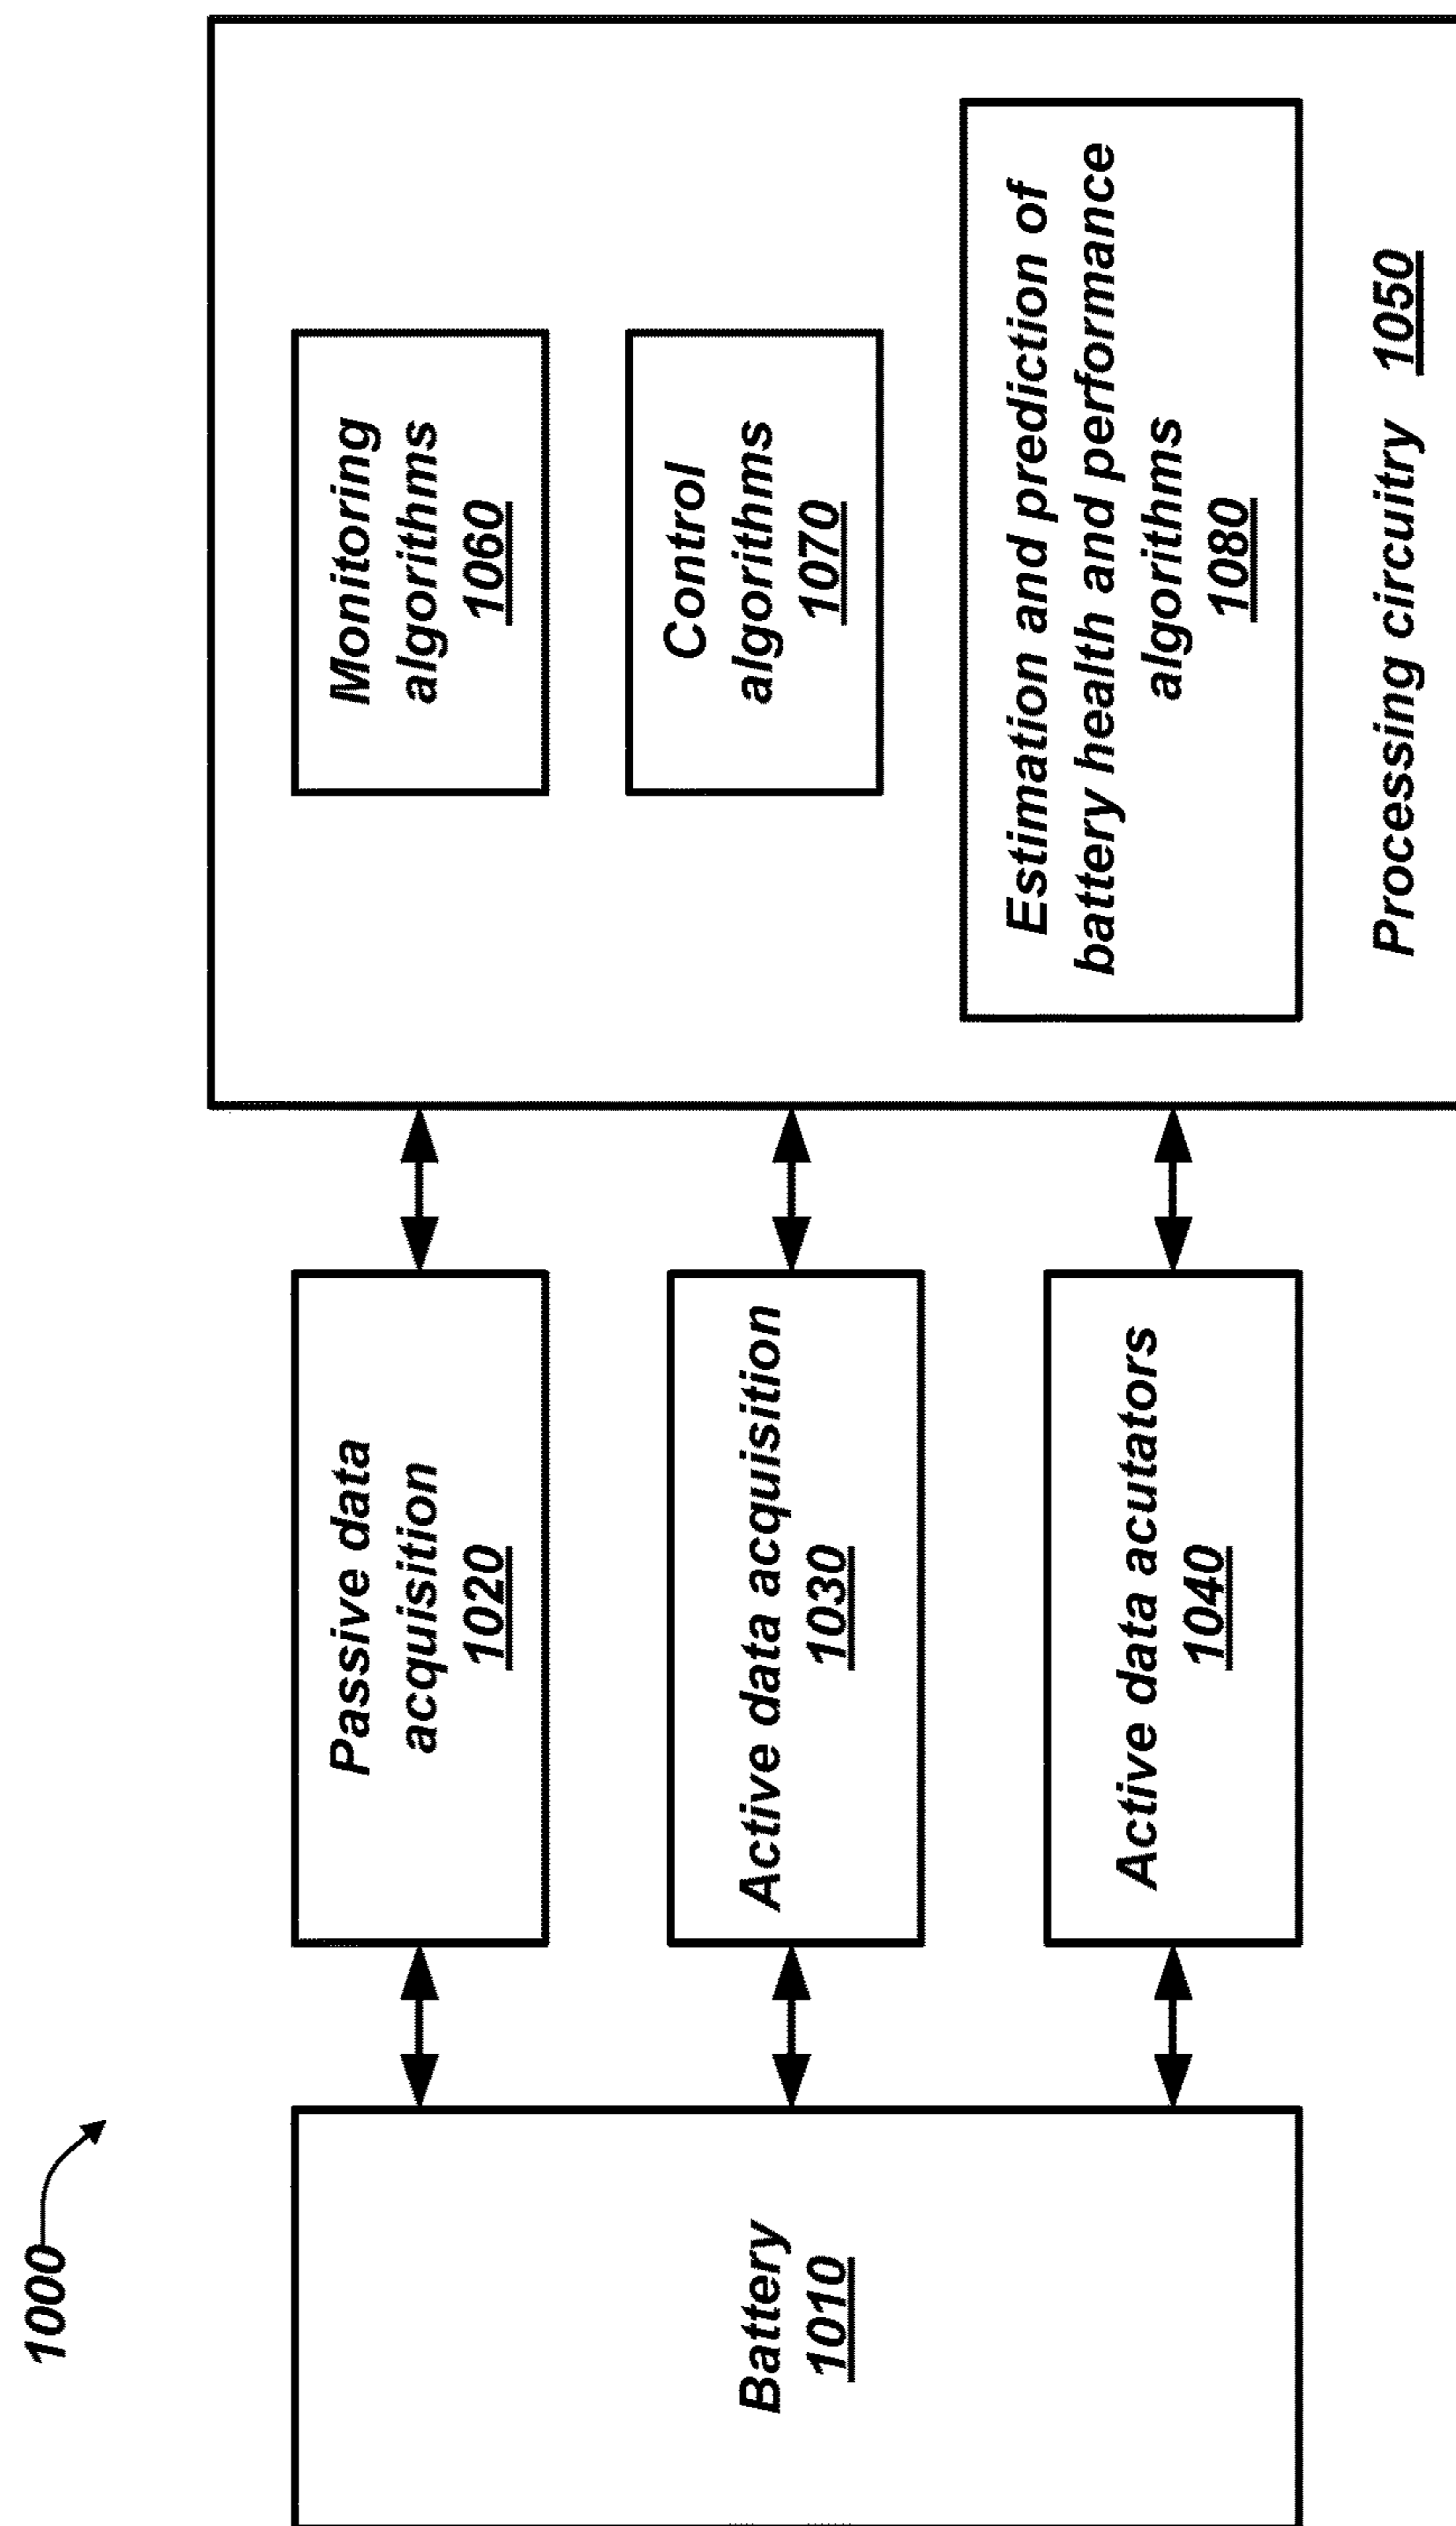 1000
Battery
1010
Passive data
acquisition
1020
Active data acquisition
1030
Active data acutators
1040
Monitoring
algorithms
1060
Control
algorithms
1070
Estimation and prediction of
battery health and performance
algorithms
1080
Processing circuitry 1050